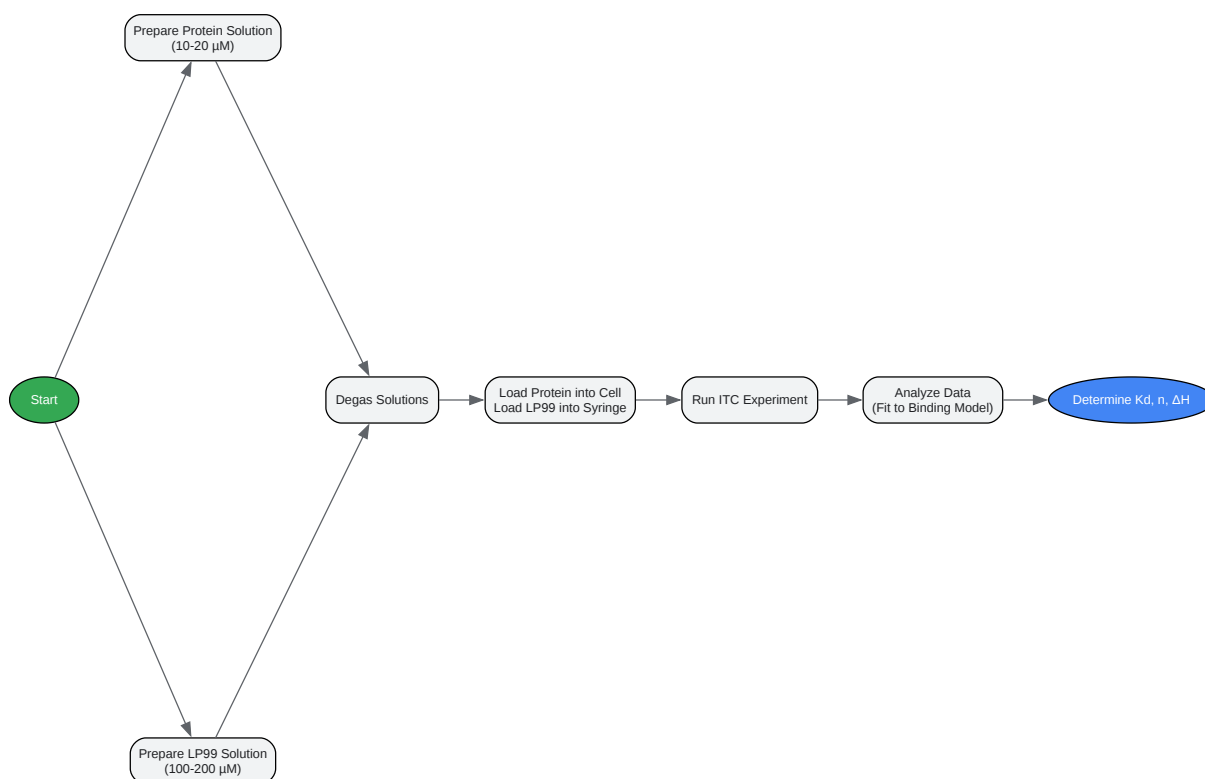 Prepare Protein Solution
(10-20 µM)
Start
Degas Solutions
Load Protein into Cell
Load LP99 into Syringe
Run ITC Experiment
Analyze Data
(Fit to Binding Model)
Determine Kd, n, ΔH
Prepare LP99 Solution
(100-200 µM)